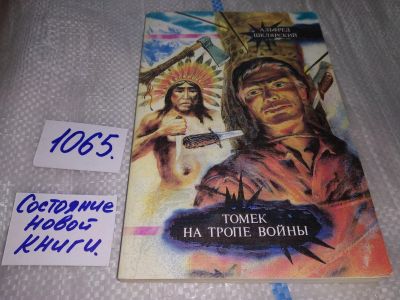 АЛЬФРЕД
ШКЛЯРСКИЙ
1065.
Состояние
новой
книги.
ТОМЕК
НА ТРОПЕ ВОЙНЫ